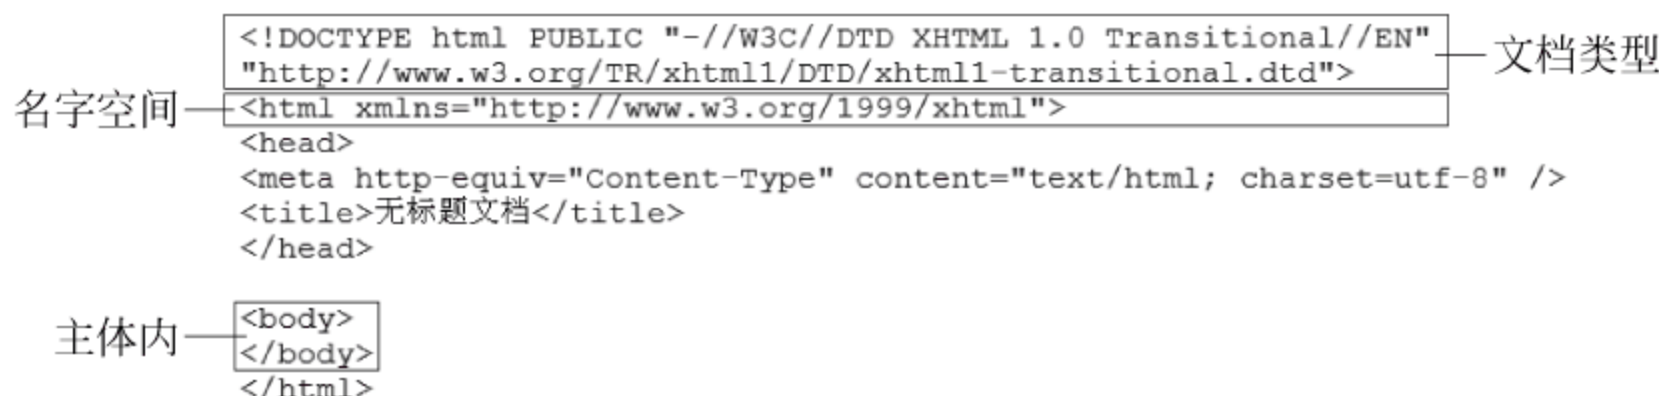 <!DOCTYPE html PUBLIC "-//W3C//DTD XHTML 1.0 Transitional//EN"
"http://www.w3.org/TR/xhtml1/DTD/xhtml1-transitional.dtd">
文档类型
名字空间
<html xmlns="http://www.w3.org/1999/xhtml">
<head>
<meta http-equiv="Content-Type" content="text/html; charset=utf-8" />
<title>无标题文档</title>
</head>
主体内
<body>
</body>
</html>